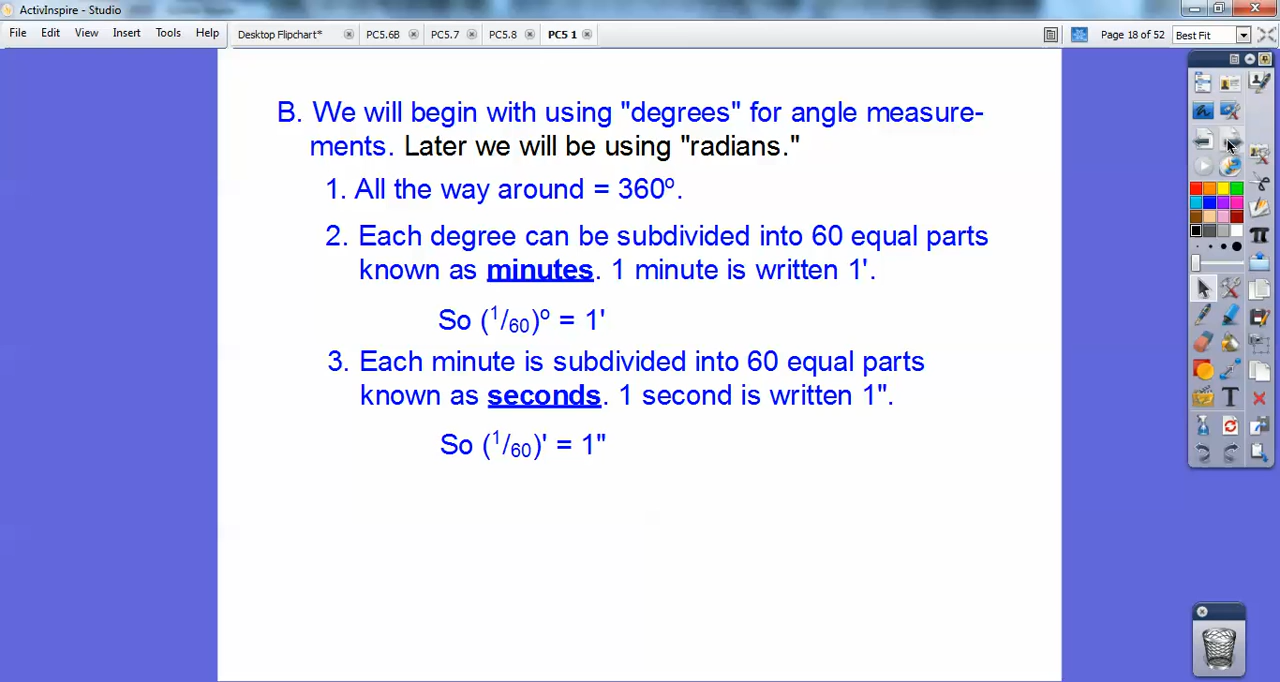 ActivInspire - Studio
File Edit View Insert Tools Help
Desktop Flipchart* PC5.6B PC5.7 PC5.8 PC5 1
Page 18 of 52 Best Fit
B. We will begin with using "degrees" for angle measure-
ments. Later we will be using "radians."
1. All the way around = 360º.
2. Each degree can be subdivided into 60 equal parts
known as minutes. 1 minute is written 1'.
So (1/60)º = 1'
3. Each minute is subdivided into 60 equal parts
known as seconds. 1 second is written 1".
So (1/60)' = 1"